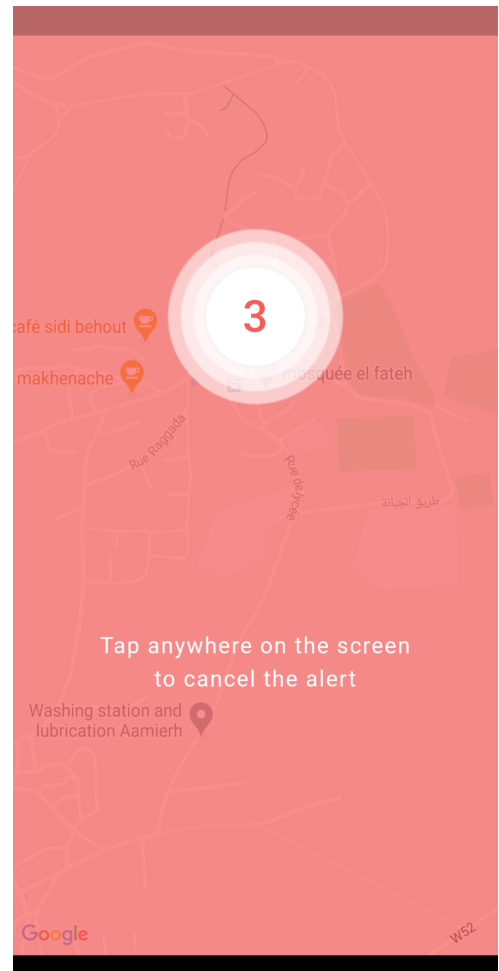 3
café sidi behout
makhenache
mosquée el fateh
Rue Raggada
Rue de lycée
طريق الجبانة
Tap anywhere on the screen
to cancel the alert
Washing station and
lubrication Aamierh
Google
W52